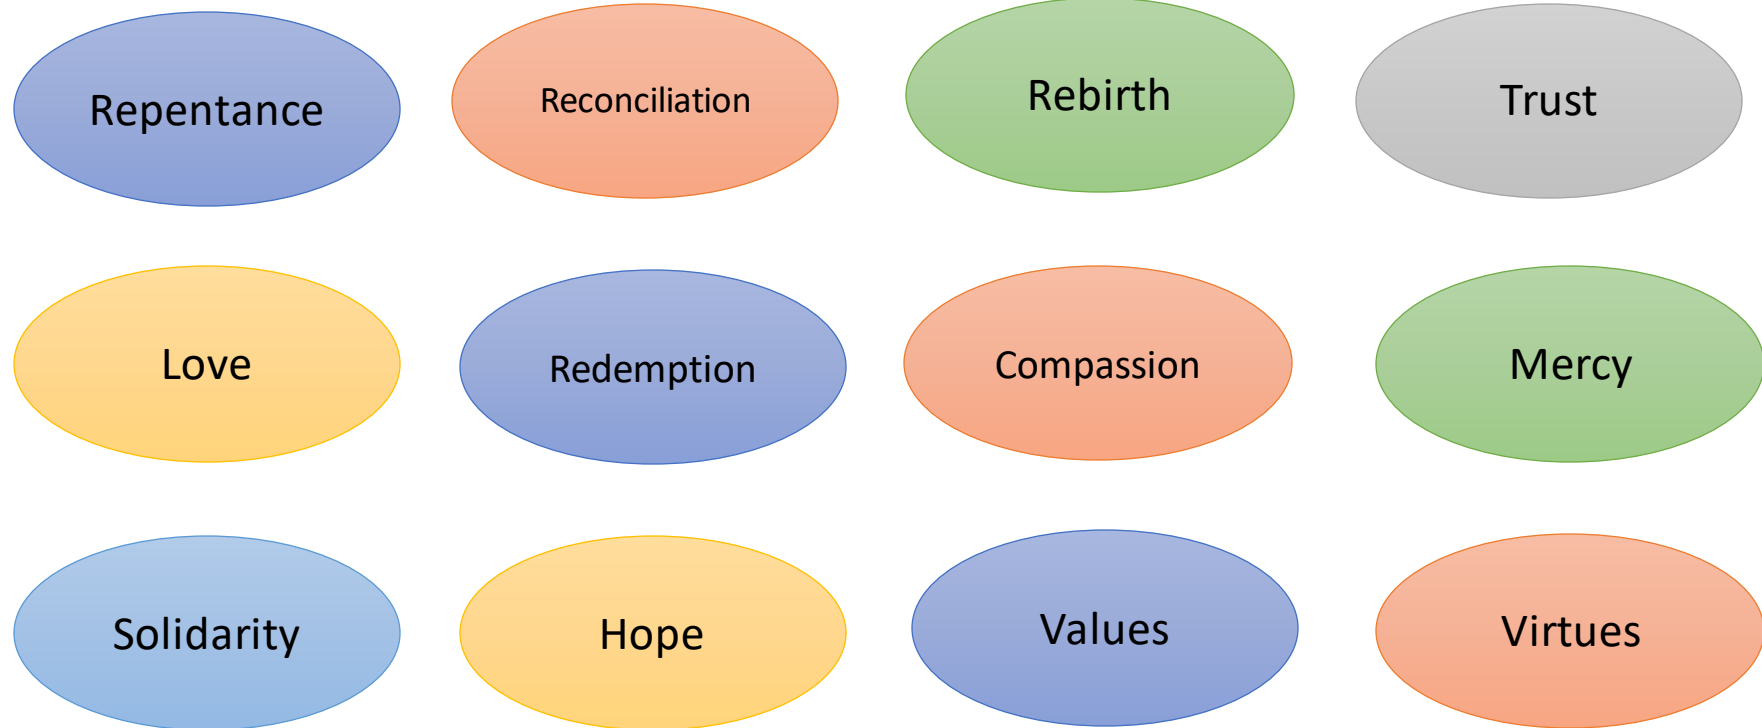 Repentance
Reconciliation
Rebirth
Trust
Love
Redemption
Compassion
Mercy
Solidarity
Hope
Values
Virtues